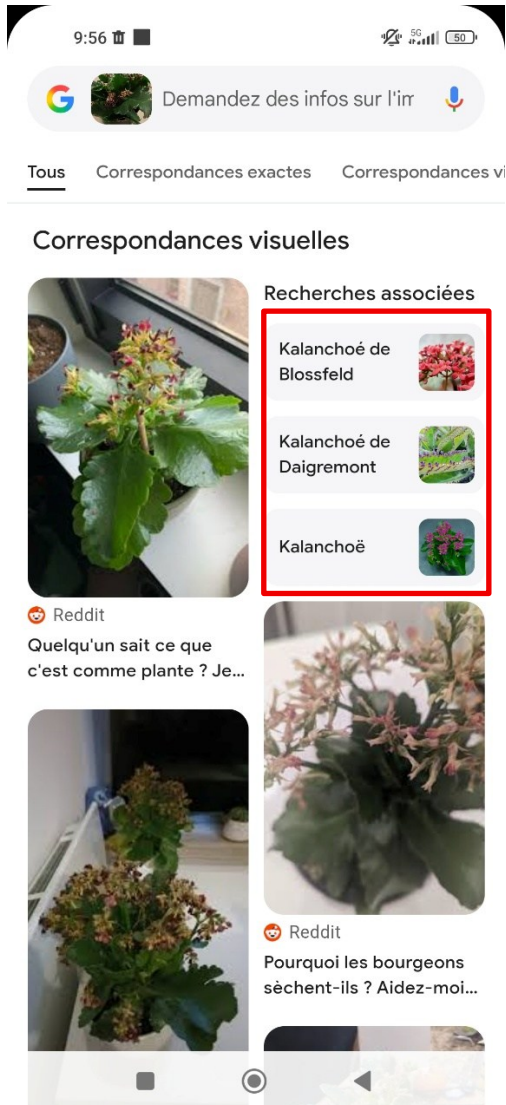 9:56
5G
50
Demandez des infos sur l'im
Tous
Correspondances exactes
Correspondances vi
Correspondances visuelles
Recherches associées
Kalanchoé de
Blossfeld
Kalanchoé de
Daigremont
Kalanchoë
Reddit
Quelqu'un sait ce que
c'est comme plante ? Je...
Reddit
Pourquoi les bourgeons
sèchent-ils ? Aidez-moi...